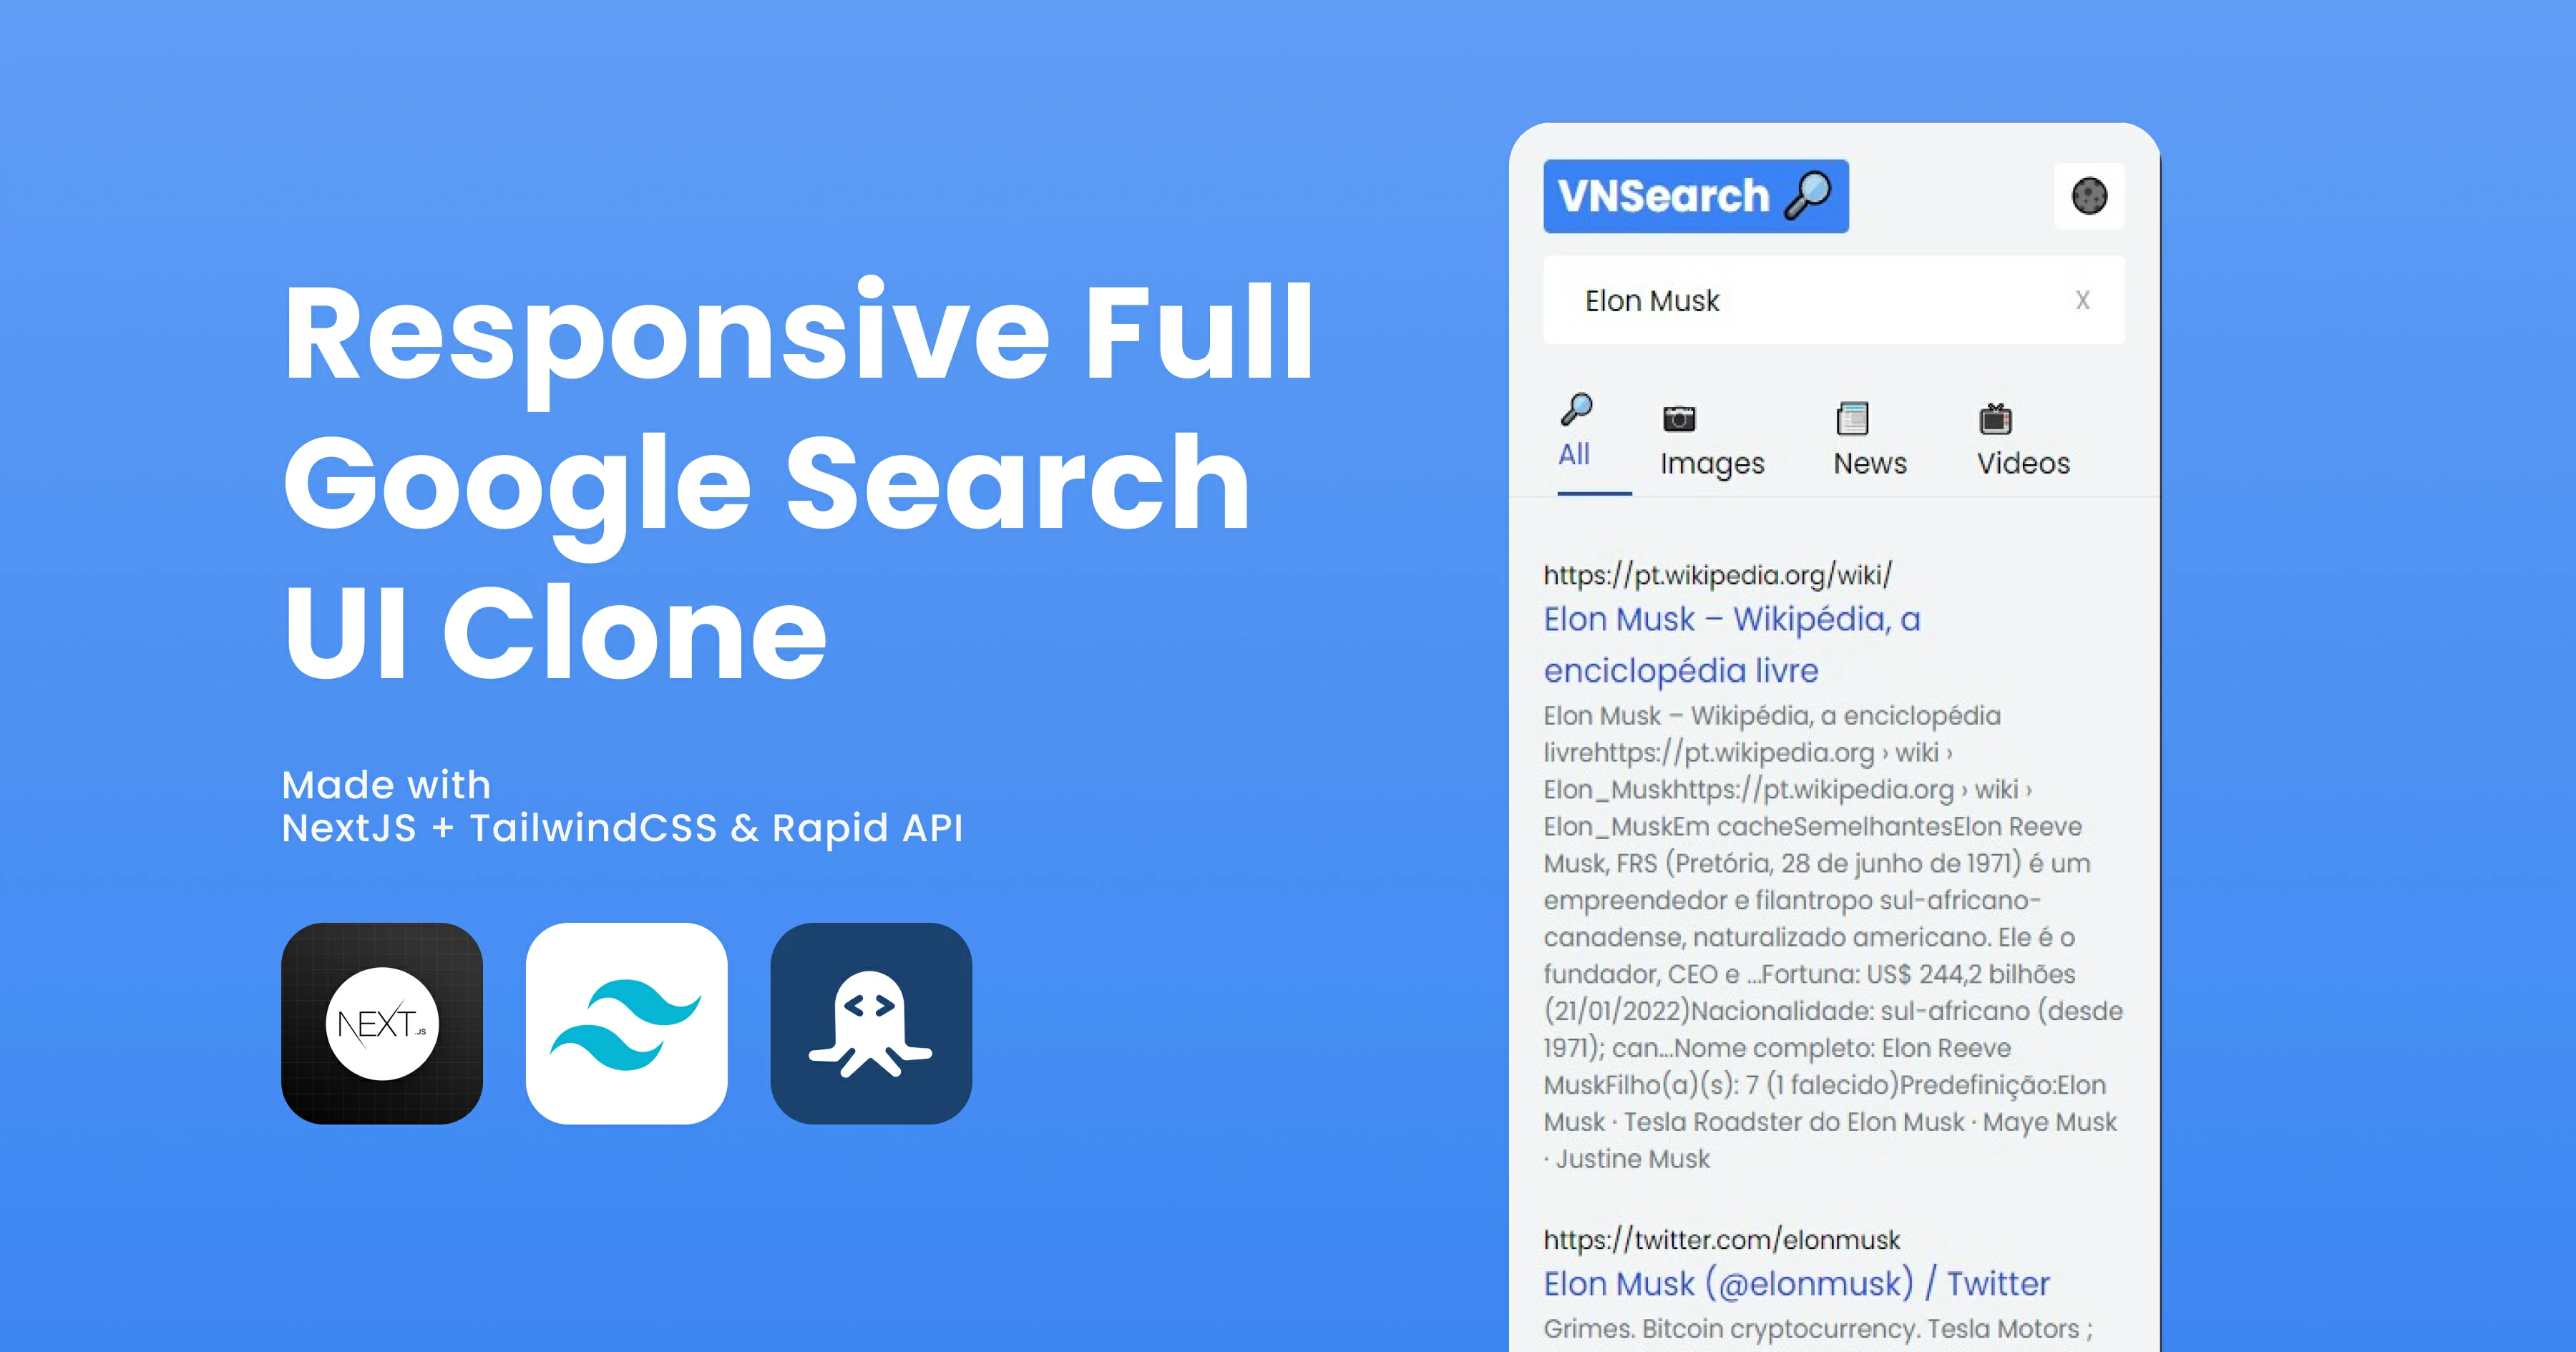 Responsive Full
Google Search
UI Clone
Made with
NextJS + TailwindCSS & Rapid API
NEXT.JS
VNSearch
Elon Musk X
All Images News Videos
https://pt.wikipedia.org/wiki/
Elon Musk – Wikipédia, a
enciclopédia livre
Elon Musk – Wikipédia, a enciclopédia
livrehttps://pt.wikipedia.org › wiki ›
Elon_Muskhttps://pt.wikipedia.org › wiki ›
Elon_MuskEm cacheSemelhantesElon Reeve
Musk, FRS (Pretória, 28 de junho de 1971) é um
empreendedor e filantropo sul-africano-
canadense, naturalizado americano. Ele é o
fundador, CEO e ...Fortuna: US$ 244,2 bilhões
(21/01/2022)Nacionalidade: sul-africano (desde
1971); can...Nome completo: Elon Reeve
MuskFilho(a)(s): 7 (1 falecido)Predefinição:Elon
Musk · Tesla Roadster do Elon Musk · Maye Musk
· Justine Musk
https://twitter.com/elonmusk
Elon Musk (@elonmusk) / Twitter
Grimes. Bitcoin cryptocurrency. Tesla Motors ;